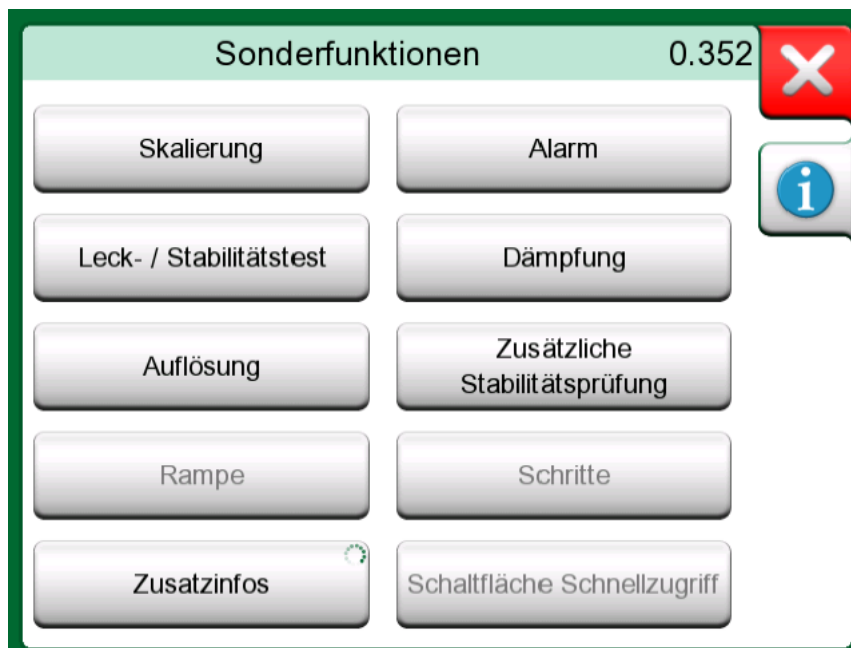 Sonderfunktionen 0.352
Skalierung
Alarm
Leck- / Stabilitätstest
Dämpfung
Auflösung
Zusätzliche
Stabilitätsprüfung
Rampe
Schritte
Zusatzinfos
Schaltfläche Schnellzugriff